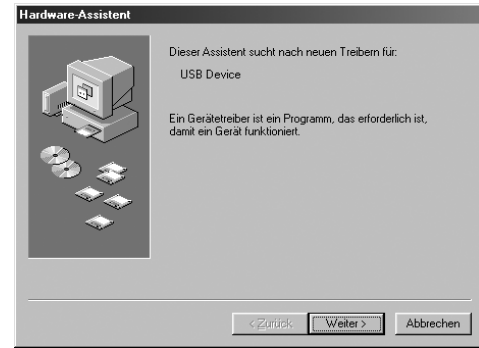 Hardware-Assistent
Dieser Assistent sucht nach neuen Treibern für:
USB Device
Ein Gerätetreiber ist ein Programm, das erforderlich ist,
damit ein Gerät funktioniert.
< Zurück Weiter > Abbrechen